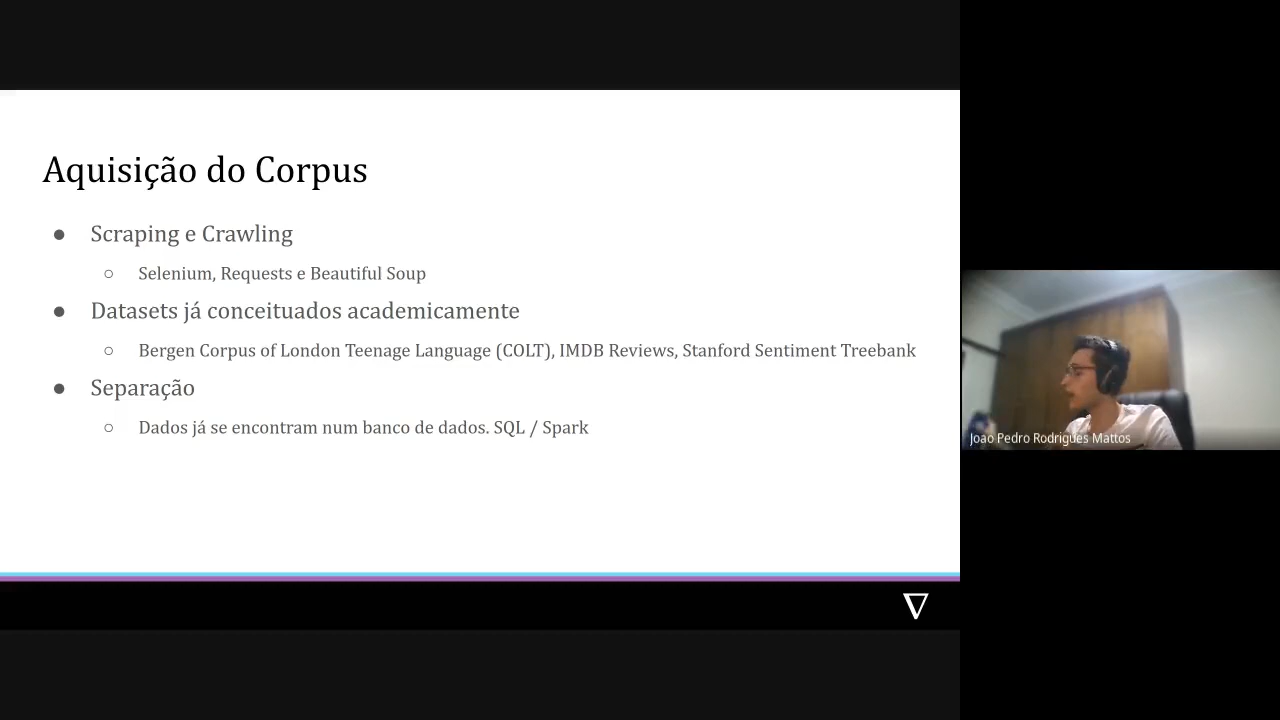 Aquisição do Corpus
● Scraping e Crawling
○ Selenium, Requests e Beautiful Soup
● Datasets já conceituados academicamente
○ Bergen Corpus of London Teenage Language (COLT), IMDB Reviews, Stanford Sentiment Treebank
● Separação
○ Dados já se encontram num banco de dados. SQL / Spark
Joao Pedro Rodrigues Mattos